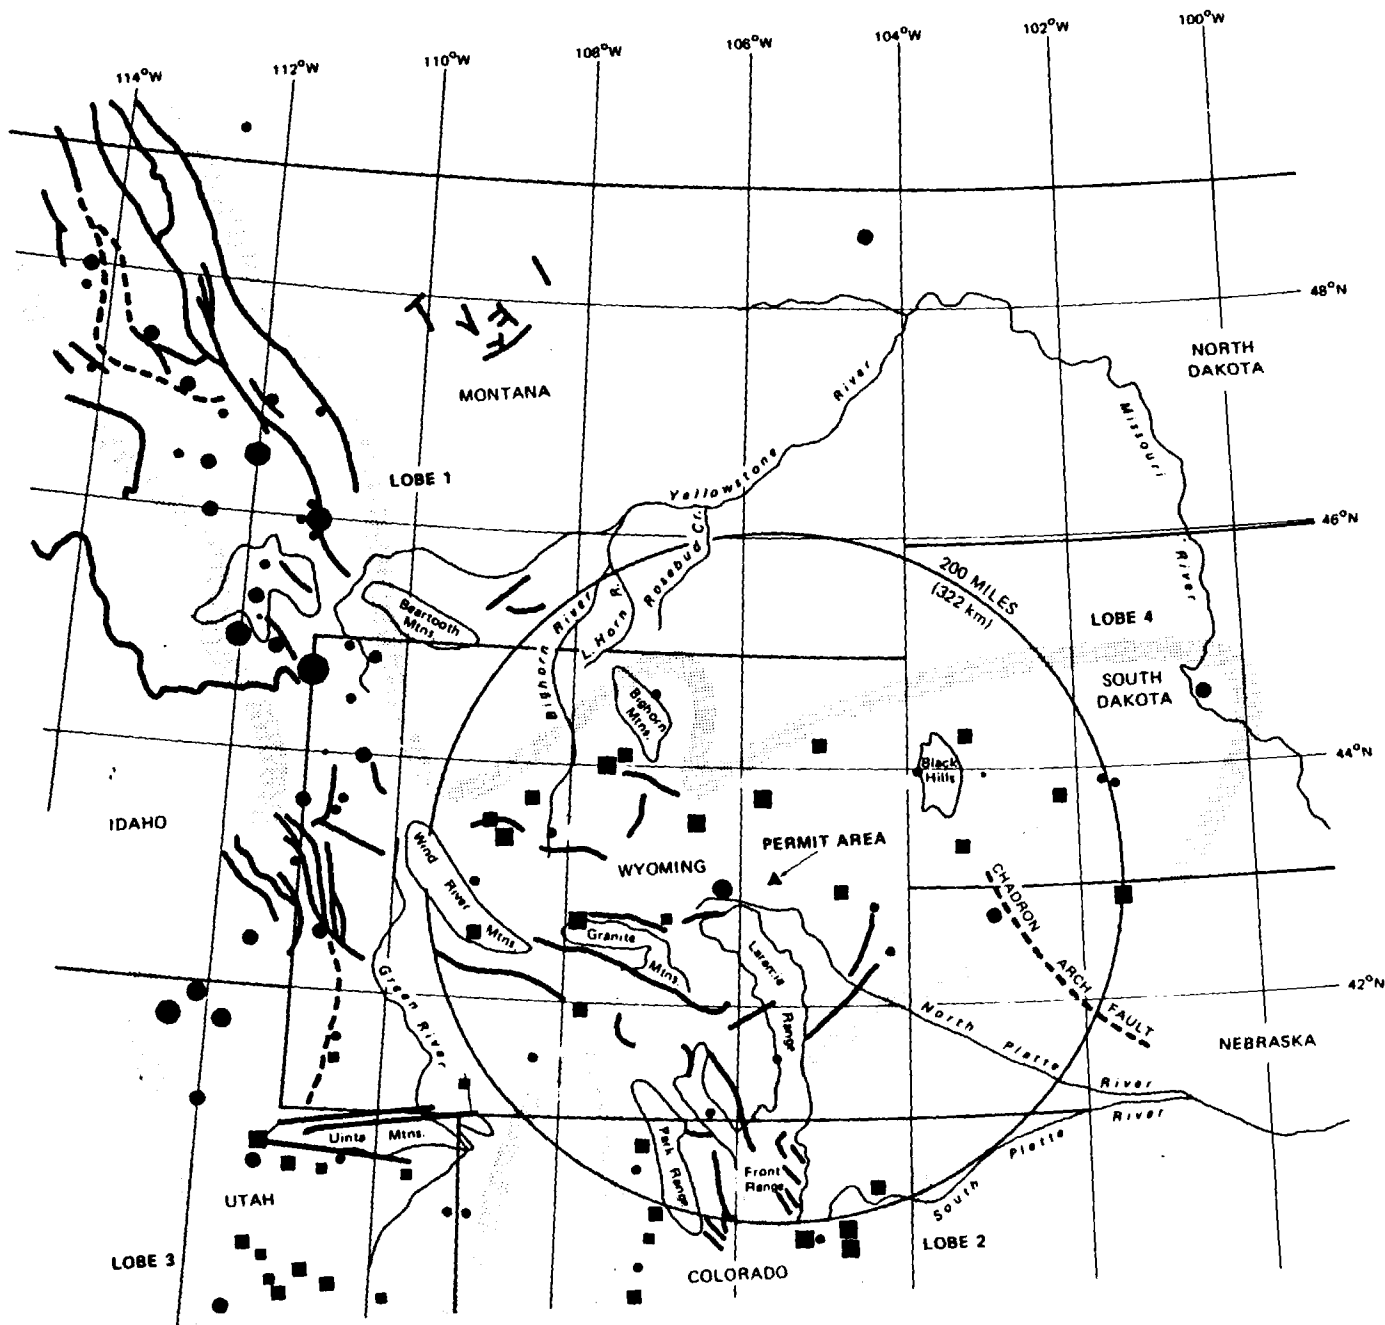 114°W
112°W
110°W
108°W
106°W
104°W
102°W
100°W
48°N
NORTH
DAKOTA
MONTANA
River
Missouri
River
LOBE 1
Yellowstone
Rosebud Cr.
46°N
200 MILES
(322 km)
Beartooth
Mtns.
Bighorn River
L. Horn R.
LOBE 4
SOUTH
DAKOTA
Bighorn
Mtns.
44°N
Black
Hills
IDAHO
PERMIT AREA
WYOMING
Wind
River
Mtns.
CHADRON
ARCH
FAULT
Granite
Mtns.
Laramie
Range
42°N
Green River
North
Platte
River
NEBRASKA
River
Platte
South
Uinta Mtns.
Park Range
Front
Range
UTAH
LOBE 3
LOBE 2
COLORADO